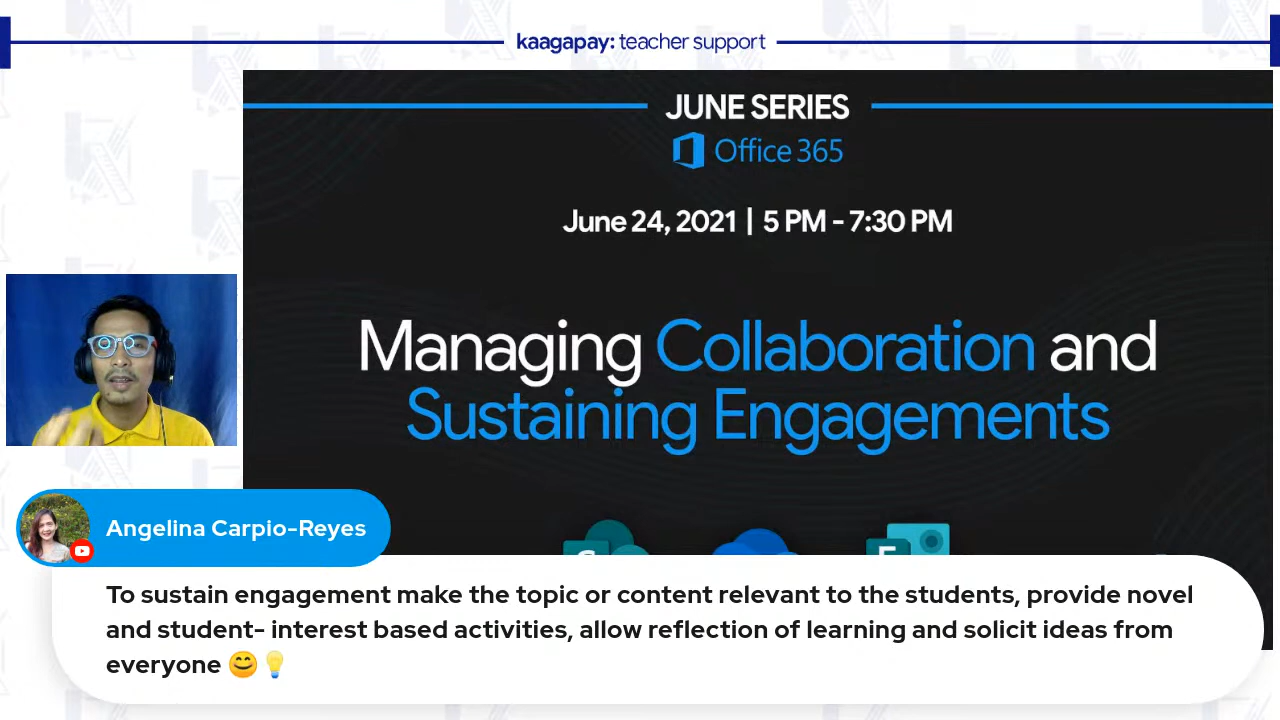 kaagapay: teacher support
JUNE SERIES
Office 365
June 24, 2021 | 5 PM - 7:30 PM
Managing Collaboration and
Sustaining Engagements
Angelina Carpio-Reyes
To sustain engagement make the topic or content relevant to the students, provide novel
and student- interest based activities, allow reflection of learning and solicit ideas from
everyone 😊💡